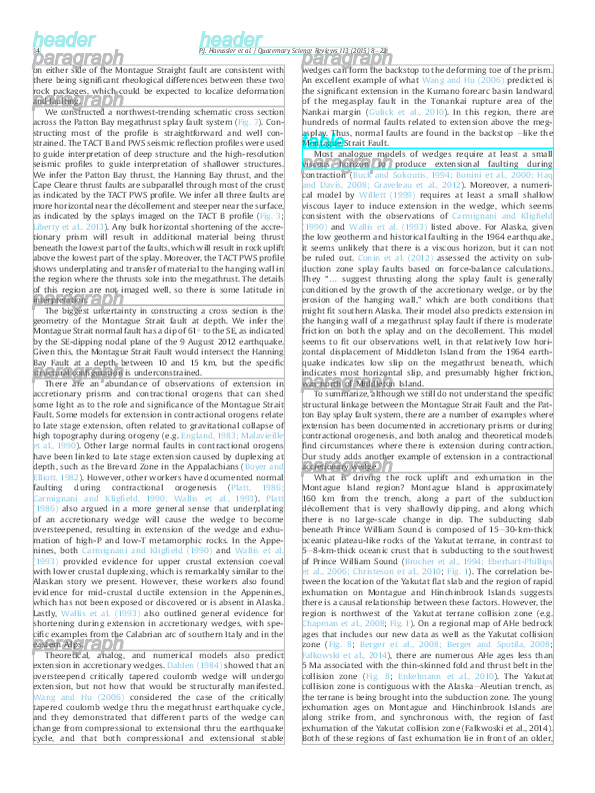 header
header
14
P.J. Haeussler et al. / Quaternary Science Reviews 113 (2015) 8–22
paragraph
on either side of the Montague Straight fault are consistent with
there being significant rheological differences between these two
rock packages, which could be expected to localize deformation
and faulting.
paragraph
We constructed a northwest-trending schematic cross section
across the Patton Bay megathrust splay fault system (Fig. 7). Con-
structing most of the profile is straightforward and well con-
strained. The TACT B and PWS seismic reflection profiles were used
to guide interpretation of deep structure and the high-resolution
seismic profiles to guide interpretation of shallower structures.
We infer the Patton Bay thrust, the Hanning Bay thrust, and the
Cape Cleare thrust faults are subparallel through most of the crust
as indicated by the TACT PWS profile. We infer all three faults are
more horizontal near the décollement and steeper near the surface,
as indicated by the splays imaged on the TACT B profile (Fig. 3;
Liberty et al., 2013). Any bulk horizontal shortening of the accre-
tionary prism will result in additional material being thrust
beneath the lowest part of the faults, which will result in rock uplift
above the lowest part of the splay. Moreover, the TACT PWS profile
shows underplating and transfer of material to the hanging wall in
the region where the thrusts sole into the megathrust. The details
of this region are not imaged well, so there is some latitude in
interpretation.
paragraph
The biggest uncertainty in constructing a cross section is the
geometry of the Montague Strait fault at depth. We infer the
Montague Strait normal fault has a dip of 61° to the SE, as indicated
by the SE-dipping nodal plane of the 9 August 2012 earthquake.
Given this, the Montague Strait Fault would intersect the Hanning
Bay Fault at a depth between 10 and 15 km, but the specific
structural configuration is underconstrained.
paragraph
There are an abundance of observations of extension in
accretionary prisms and contractional orogens that can shed
some light as to the role and significance of the Montague Strait
Fault. Some models for extension in contractional orogens relate
to late stage extension, often related to gravitational collapse of
high topography during orogeny (e.g. England, 1983; Malavieille
et al., 1990). Other large normal faults in contractional orogens
have been linked to late stage extension caused by duplexing at
depth, such as the Brevard Zone in the Appalachians (Boyer and
Elliott, 1982). However, other workers have documented normal
faulting during contractional orogenesis (Platt, 1986;
Carmignani and Kligfield, 1990; Wallis et al., 1993). Platt
(1986) also argued in a more general sense that underplating
of an accretionary wedge will cause the wedge to become
oversteepened, resulting in extension of the wedge and exhu-
mation of high-P and low-T metamorphic rocks. In the Appe-
nines, both Carmignani and Kligfield (1990) and Wallis et al.
(1993) provided evidence for upper crustal extension coeval
with lower crustal duplexing, which is remarkably similar to the
Alaskan story we present. However, these workers also found
evidence for mid-crustal ductile extension in the Appenines,
which has not been exposed or discovered or is absent in Alaska.
Lastly, Wallis et al. (1993) also outlined general evidence for
shortening during extension in accretionary wedges, with spe-
cific examples from the Calabrian arc of southern Italy and in the
eastern Alps.
paragraph
Theoretical, analog, and numerical models also predict
extension in accretionary wedges. Dahlen (1984) showed that an
oversteepened critically tapered coulomb wedge will undergo
extension, but not how that would be structurally manifested.
Wang and Hu (2006) considered the case of the critically
tapered coulomb wedge thru the megathrust earthquake cycle,
and they demonstrated that different parts of the wedge can
change from compressional to extensional thru the earthquake
cycle, and that both compressional and extensional stable
paragraph
wedges can form the backstop to the deforming toe of the prism.
An excellent example of what Wang and Hu (2006) predicted is
the significant extension in the Kumano forearc basin landward
of the megasplay fault in the Tonankai rupture area of the
Nankai margin (Gulick et al., 2010). In this region, there are
hundreds of normal faults related to extension above the meg-
asplay. Thus, normal faults are found in the backstop –like the
Montague Strait Fault.
table
paragraph
Most analogue models of wedges require at least a small
viscous horizon to produce extensional faulting during
contraction (Buck and Sokoutis, 1994; Bonini et al., 2000; Haq
and Davis, 2008; Graveleau et al., 2012). Moreover, a numeri-
cal model by Willett (1999) requires at least a small shallow
viscous layer to induce extension in the wedge, which seems
consistent with the observations of Carmignani and Kligfield
(1990) and Wallis et al. (1993) listed above. For Alaska, given
the low geotherm and historical faulting in the 1964 earthquake,
it seems unlikely that there is a viscous horizon, but it can not
be ruled out. Conin et al. (2012) assessed the activity on sub-
duction zone splay faults based on force-balance calculations.
They "… suggest thrusting along the splay fault is generally
conditioned by the growth of the accretionary wedge, or by the
erosion of the hanging wall," which are both conditions that
might fit southern Alaska. Their model also predicts extension in
the hanging wall of a megathrust splay fault if there is moderate
friction on both the splay and on the décollement. This model
seems to fit our observations well, in that relatively low hori-
zontal displacement of Middleton Island from the 1964 earth-
quake indicates low slip on the megathrust beneath, which
indicates most horizontal slip, and presumably higher friction,
was north of Middleton Island.
paragraph
To summarize, although we still do not understand the specific
structural linkage between the Montague Strait Fault and the Pat-
ton Bay splay fault system, there are a number of examples where
extension has been documented in accretionary prisms or during
contractional orogenesis, and both analog and theoretical models
find circumstances where there is extension during contraction.
Our study adds another example of extension in a contractional
accretionary wedge.
paragraph
What is driving the rock uplift and exhumation in the
Montague Island region? Montague Island is approximately
160 km from the trench, along a part of the subduction
décollement that is very shallowly dipping, and along which
there is no large-scale change in dip. The subducting slab
beneath Prince William Sound is composed of 15–30-km-thick
oceanic plateau-like rocks of the Yakutat terrane, in contrast to
5–8-km-thick oceanic crust that is subducting to the southwest
of Prince William Sound (Brocher et al., 1994; Eberhart-Phillips
et al., 2006; Christeson et al., 2010; Fig. 1). The correlation be-
tween the location of the Yakutat flat slab and the region of rapid
exhumation on Montague and Hinchinbrook Islands suggests
there is a causal relationship between these factors. However, the
region is northwest of the Yakutat terrane collision zone (e.g.
Chapman et al., 2008; Fig. 1). On a regional map of AHe bedrock
ages that includes our new data as well as the Yakutat collision
zone (Fig. 8; Berger et al., 2008; Berger and Spotila, 2008;
Falkowski et al., 2014), there are numerous AHe ages less than
5 Ma associated with the thin-skinned fold and thrust belt in the
collision zone (Fig. 8; Enkelmann et al., 2010). The Yakutat
collision zone is contiguous with the Alaska–Aleutian trench, as
the terrane is being brought into the subduction zone. The young
exhumation ages on Montague and Hinchinbrook Islands are
along strike from, and synchronous with, the region of fast
exhumation of the Yakutat collision zone (Falkwoski et al., 2014).
Both of these regions of fast exhumation lie in front of an older,